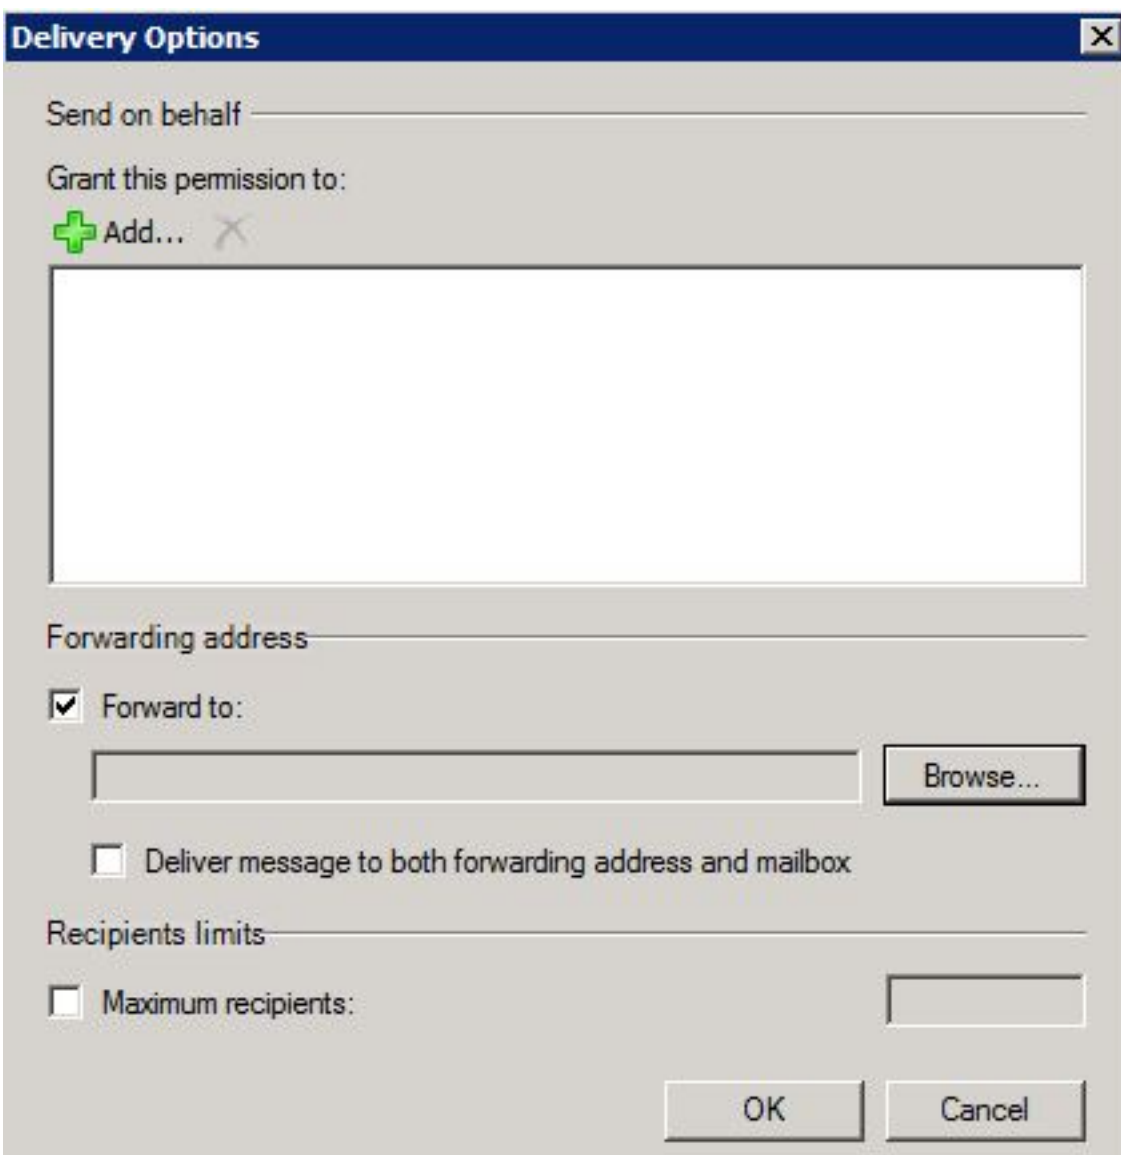 Delivery Options
Send on behalf
Grant this permission to:
Add...
Forwarding address
Forward to:
Browse...
Deliver message to both forwarding address and mailbox
Recipients limits
Maximum recipients:
OK Cancel